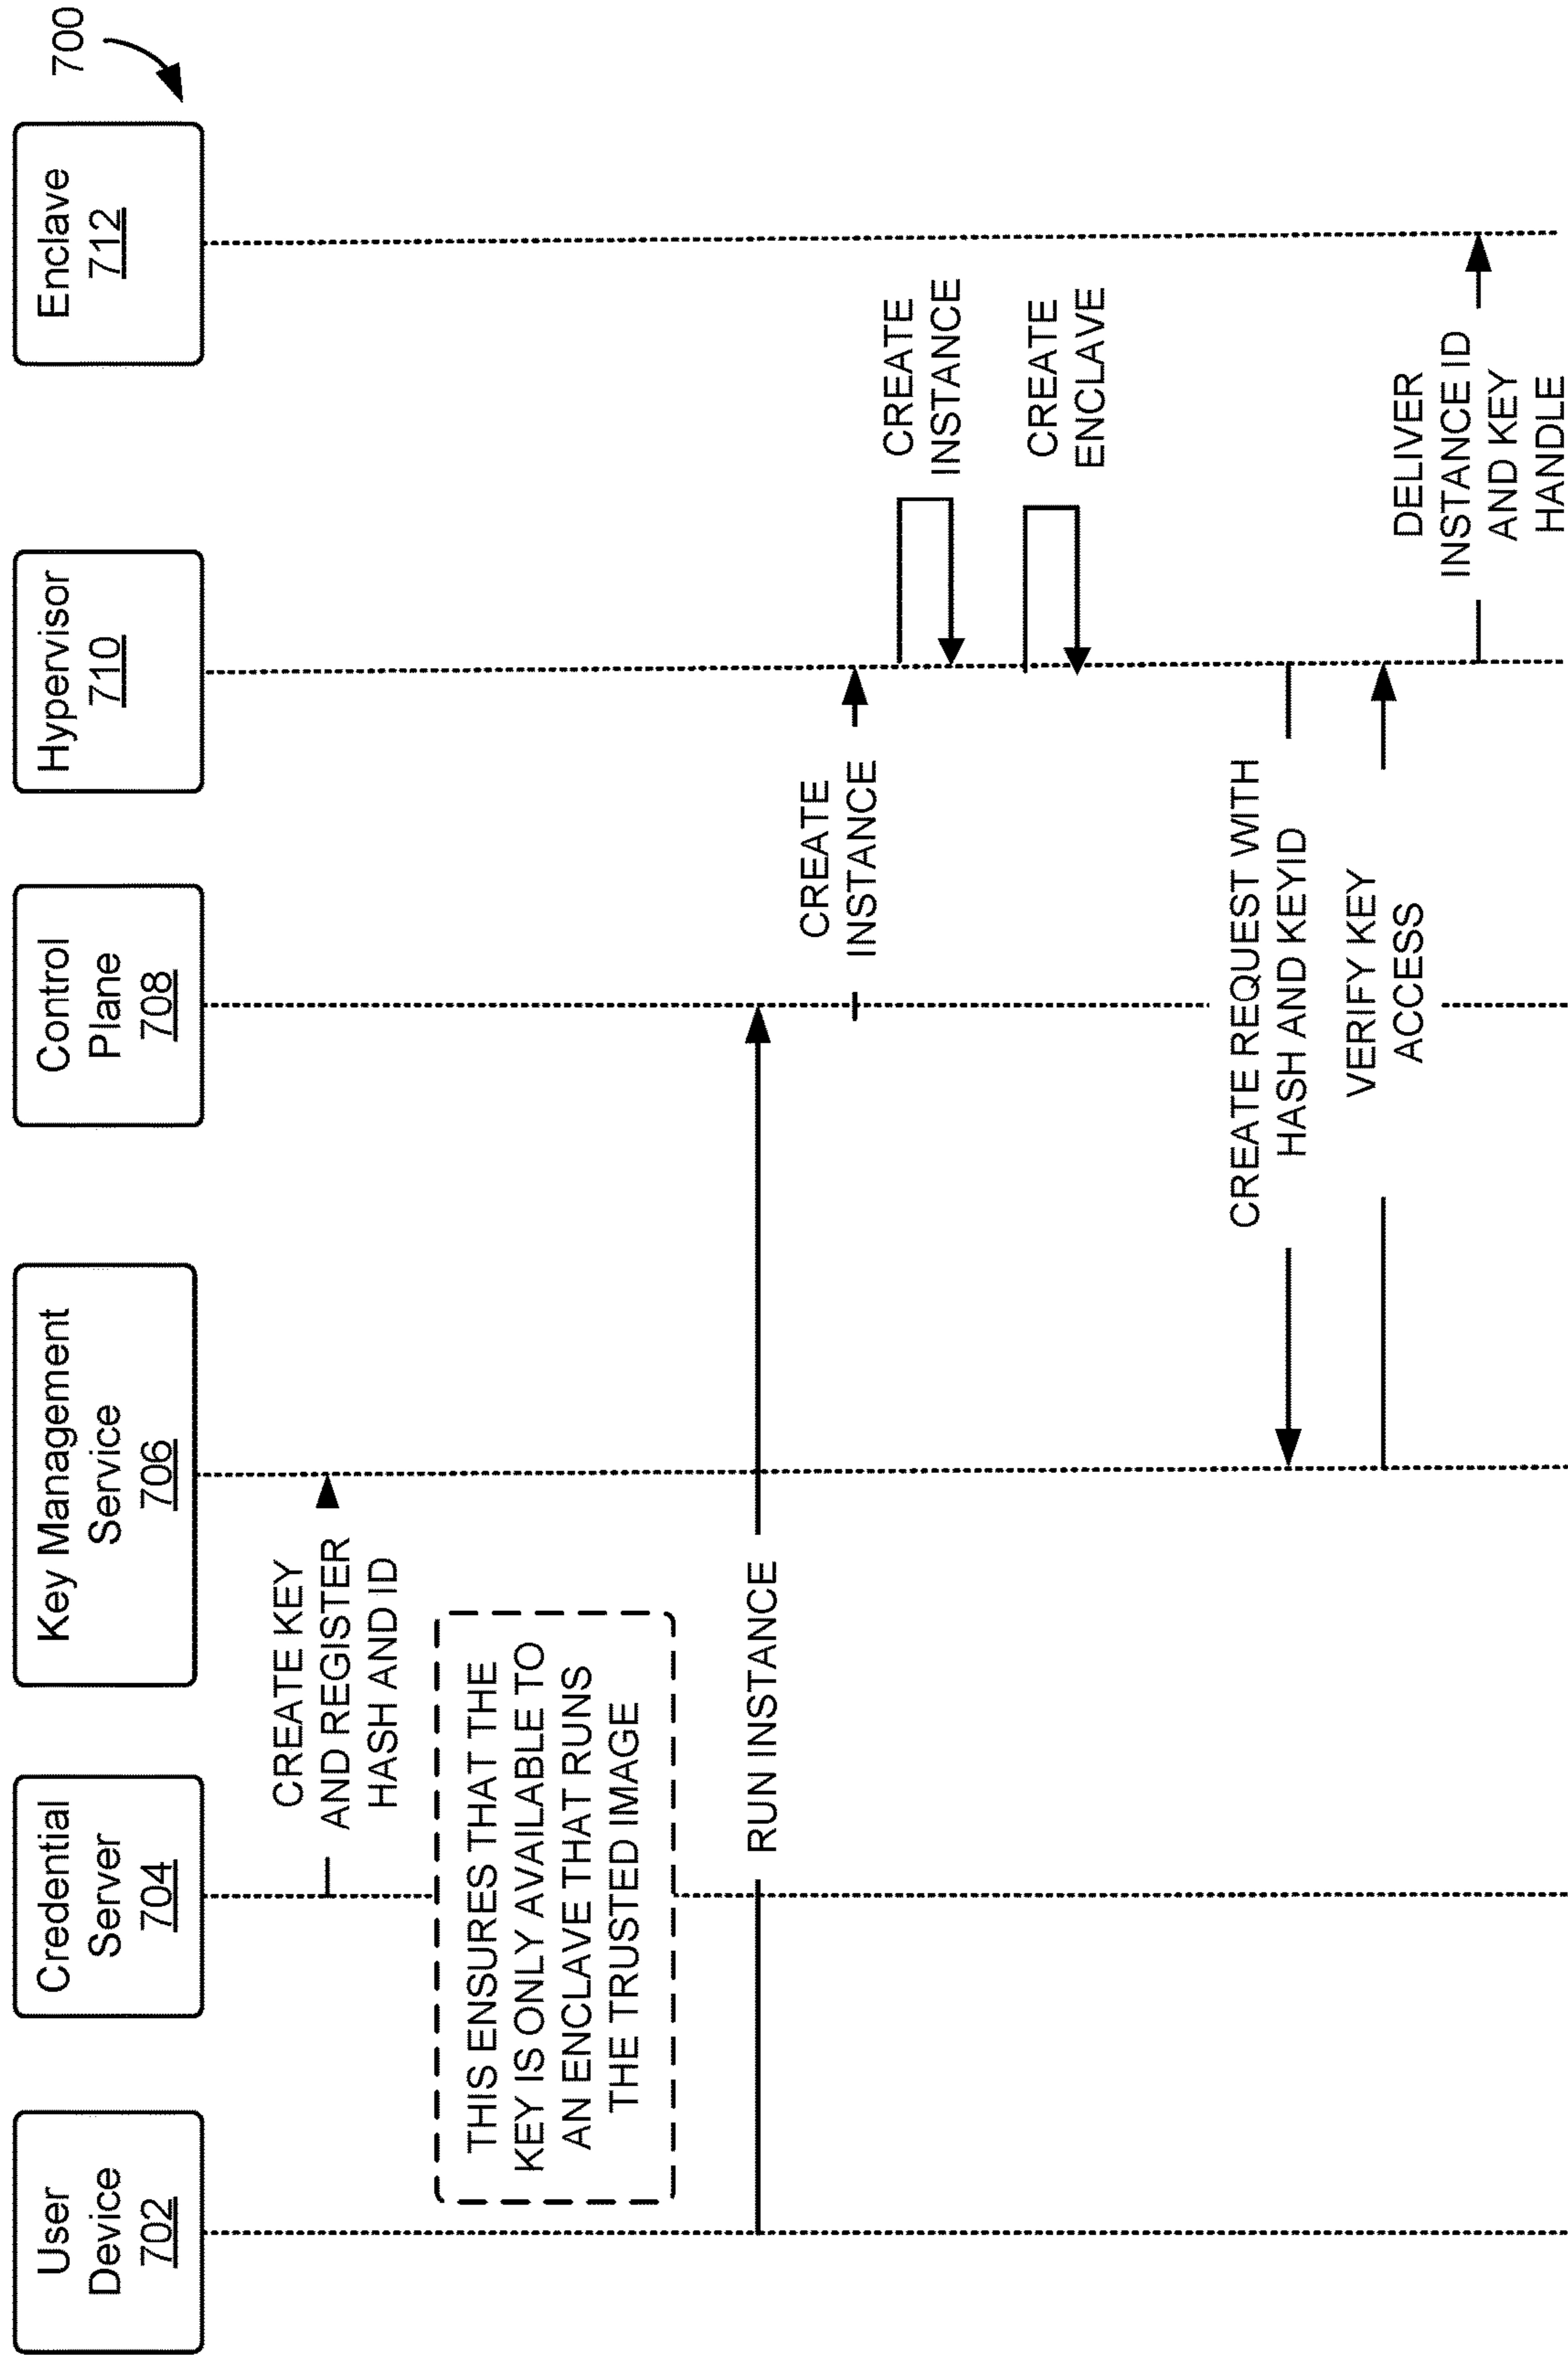 700
User
Device
702
Credential
Server
704
Key Management
Service
706
Control
Plane
708
Hypervisor
710
Enclave
712
CREATE KEY
AND REGISTER
HASH AND ID
THIS ENSURES THAT THE
KEY IS ONLY AVAILABLE TO
AN ENCLAVE THAT RUNS
THE TRUSTED IMAGE
RUN INSTANCE
CREATE
INSTANCE
CREATE
INSTANCE
CREATE
ENCLAVE
CREATE REQUEST WITH
HASH AND KEYID
VERIFY KEY
ACCESS
DELIVER
INSTANCE ID
AND KEY
HANDLE